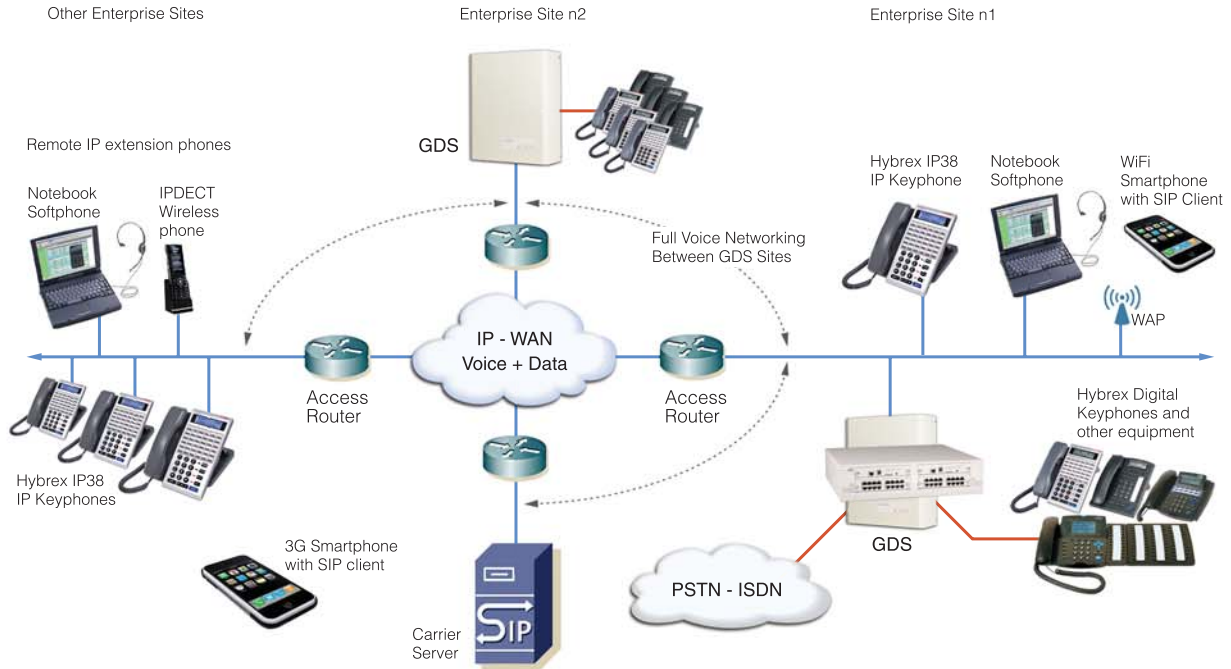 Other Enterprise Sites
Enterprise Site n2
Enterprise Site n1
Remote IP extension phones
Notebook
Softphone
IPDECT
Wireless
phone
GDS
Hybrex IP38
IP Keyphone
Notebook
Softphone
WiFi
Smartphone
with SIP Client
Full Voice Networking
Between GDS Sites
WAP
IP - WAN
Voice + Data
Access
Router
Access
Router
Hybrex IP38
IP Keyphones
Hybrex Digital
Keyphones and
other equipment
GDS
3G Smartphone
with SIP client
PSTN - ISDN
SIP
Carrier
Server